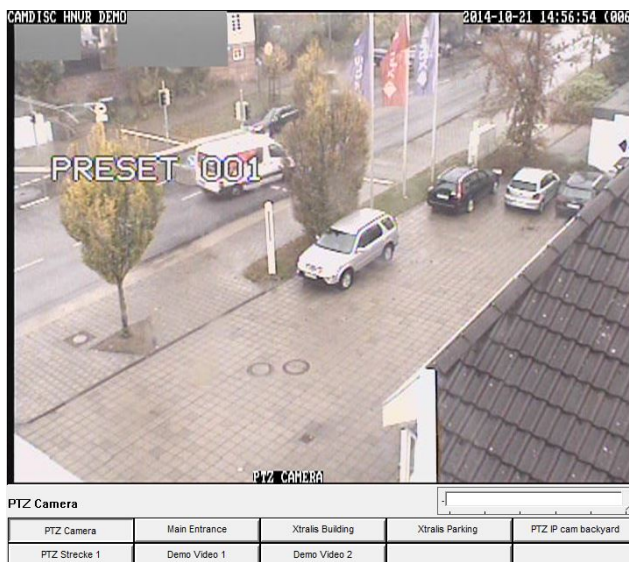 CAMDISC HNVR DEMO
2014-10-21 14:56:54 (006
PRESET 001
PTZ CAMERA
PTZ Camera
PTZ Camera
Main Entrance
Xtralis Building
Xtralis Parking
PTZ IP cam backyard
PTZ Strecke 1
Demo Video 1
Demo Video 2